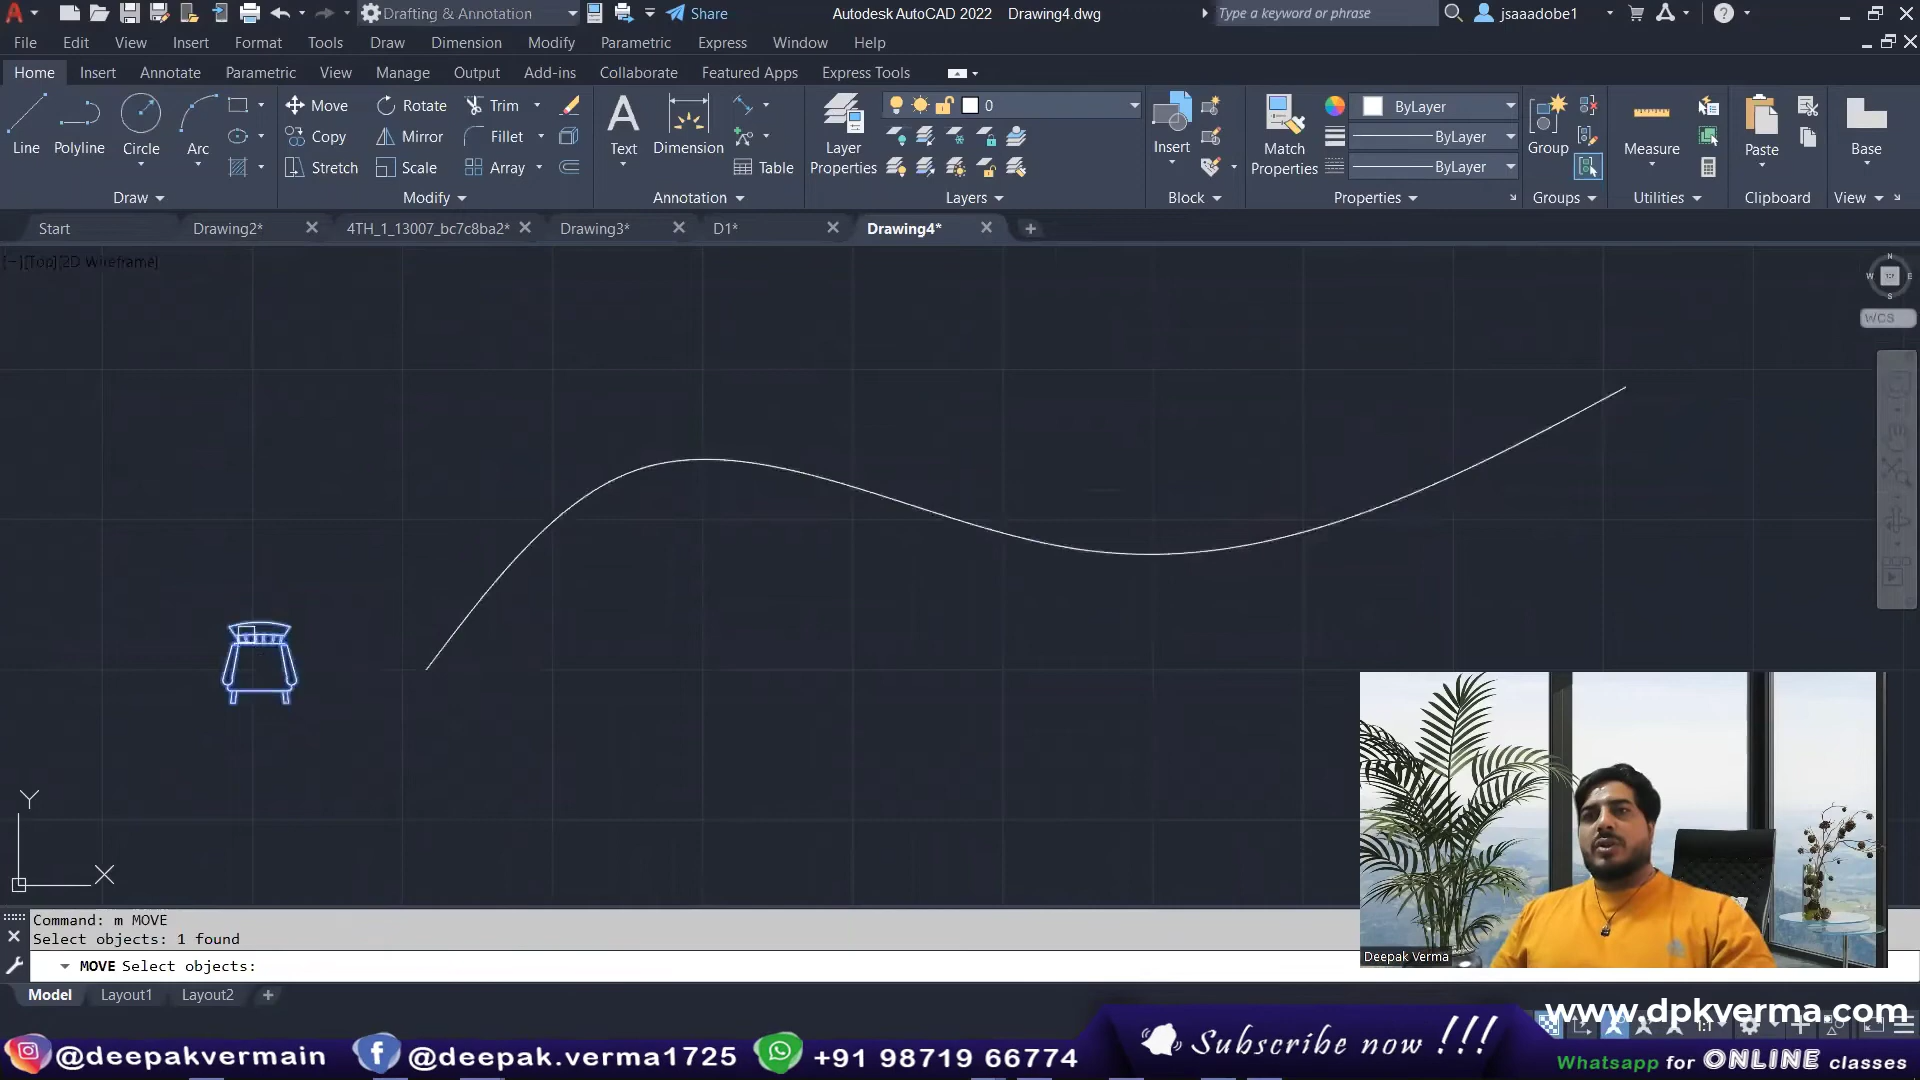 Drafting & Annotation
Share
Autodesk AutoCAD 2022 Drawing4.dwg
Type a keyword or phrase
jsaaadobe1
File Edit View Insert Format Tools Draw Dimension Modify Parametric Express Window Help
Home Insert Annotate Parametric View Manage Output Add-ins Collaborate Featured Apps Express Tools
Line Polyline Circle Arc
Move Rotate Trim
Copy Mirror Fillet
Stretch Scale Array
Text Dimension Table
Layer Properties
0
Insert
Match Properties
ByLayer
ByLayer
ByLayer
Group
Measure
Paste
Base
Draw Modify Annotation Layers Block Properties Groups Utilities Clipboard View
Start Drawing2* 4TH_1_13007_bc7c8ba2* Drawing3* D1* Drawing4*
[−][Top][2D Wireframe]
N
W TOP E
S
WCS
Y
X
Command: m MOVE
Select objects: 1 found
MOVE Select objects:
Deepak Verma
Model Layout1 Layout2
www.dpkverma.com
1:1
@deepakvermain @deepak.verma1725 +91 98719 66774
Subscribe now !!!
Whatsapp for ONLINE classes